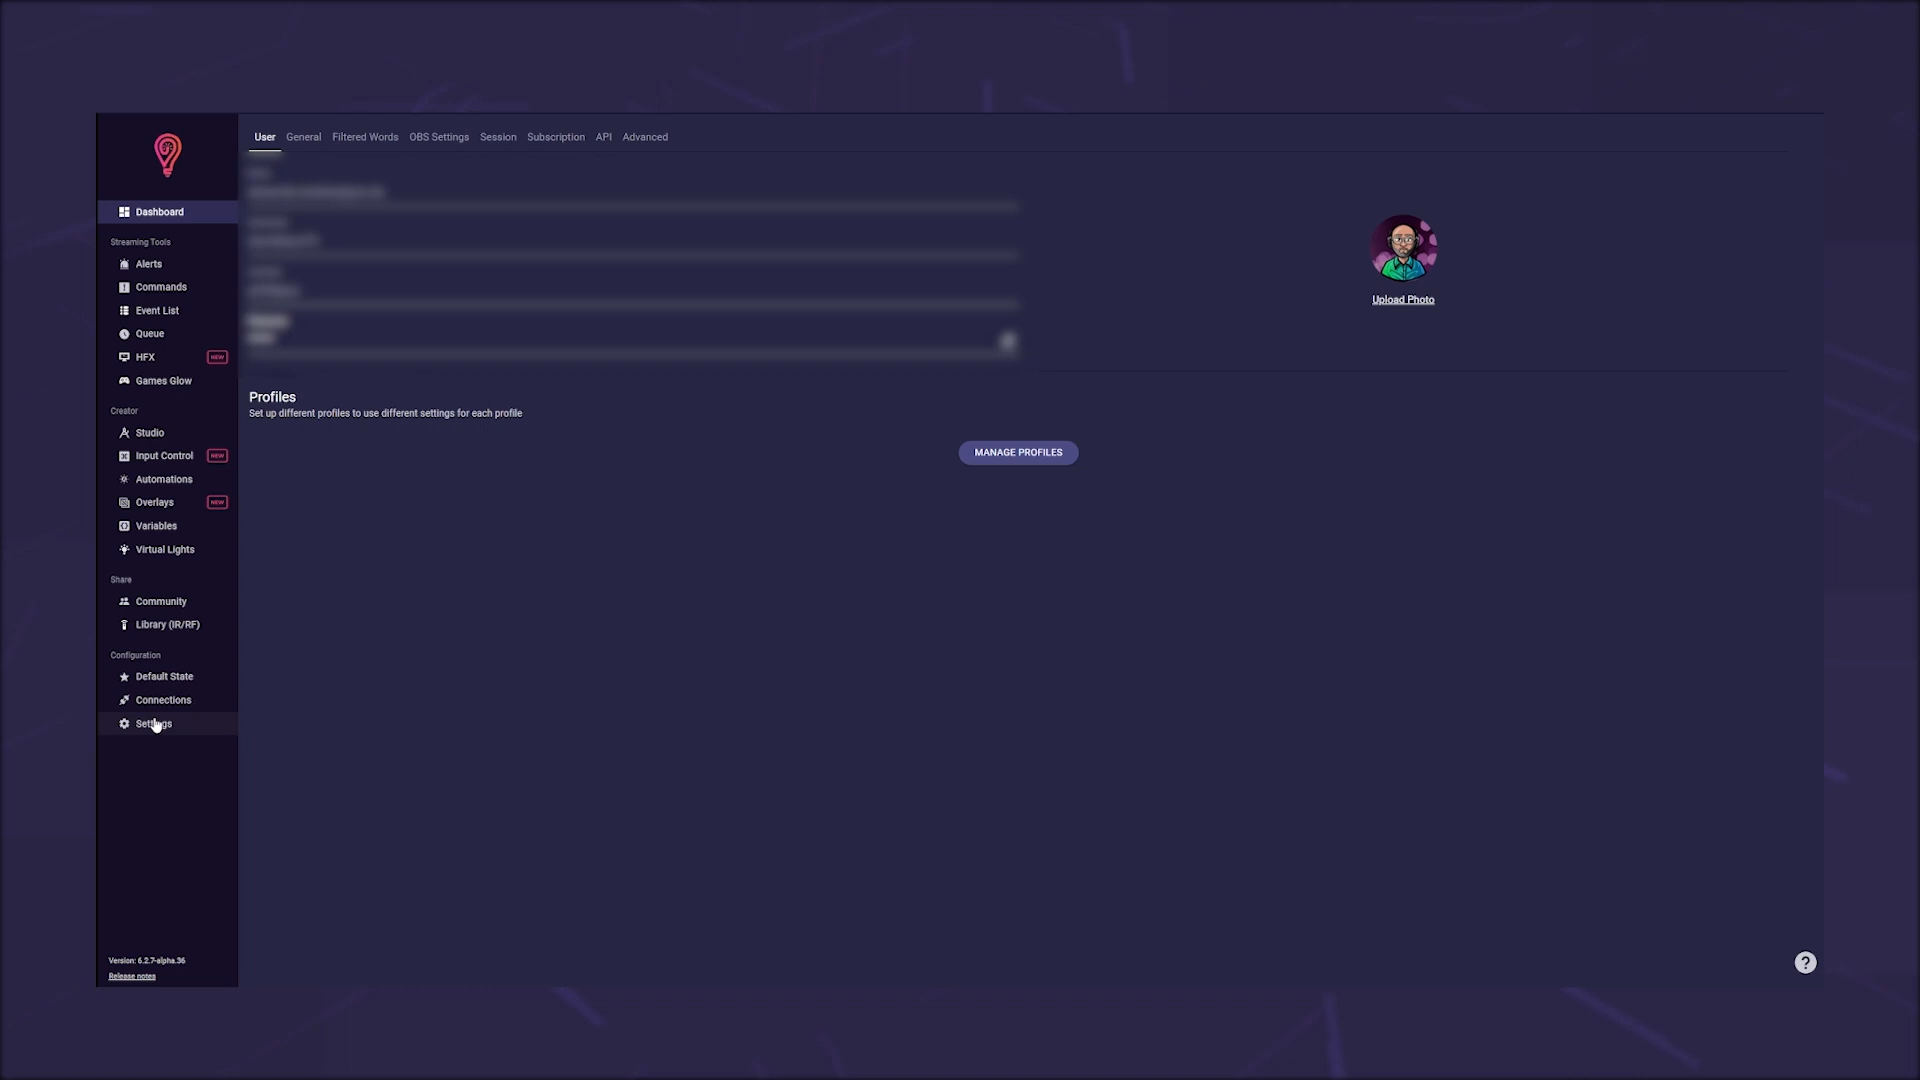 User General Filtered Words OBS Settings Session Subscription API Advanced
Dashboard
Streaming Tools
Alerts
Commands
Event List
Queue
HFX NEW
Games Glow
Creator
Studio
Input Control NEW
Automations
Overlays NEW
Variables
Virtual Lights
Share
Community
Library (IR/RF)
Configuration
Default State
Connections
Settings
Version: 6.2.7-alpha.36
Release notes
Upload Photo
Profiles
Set up different profiles to use different settings for each profile
MANAGE PROFILES
?